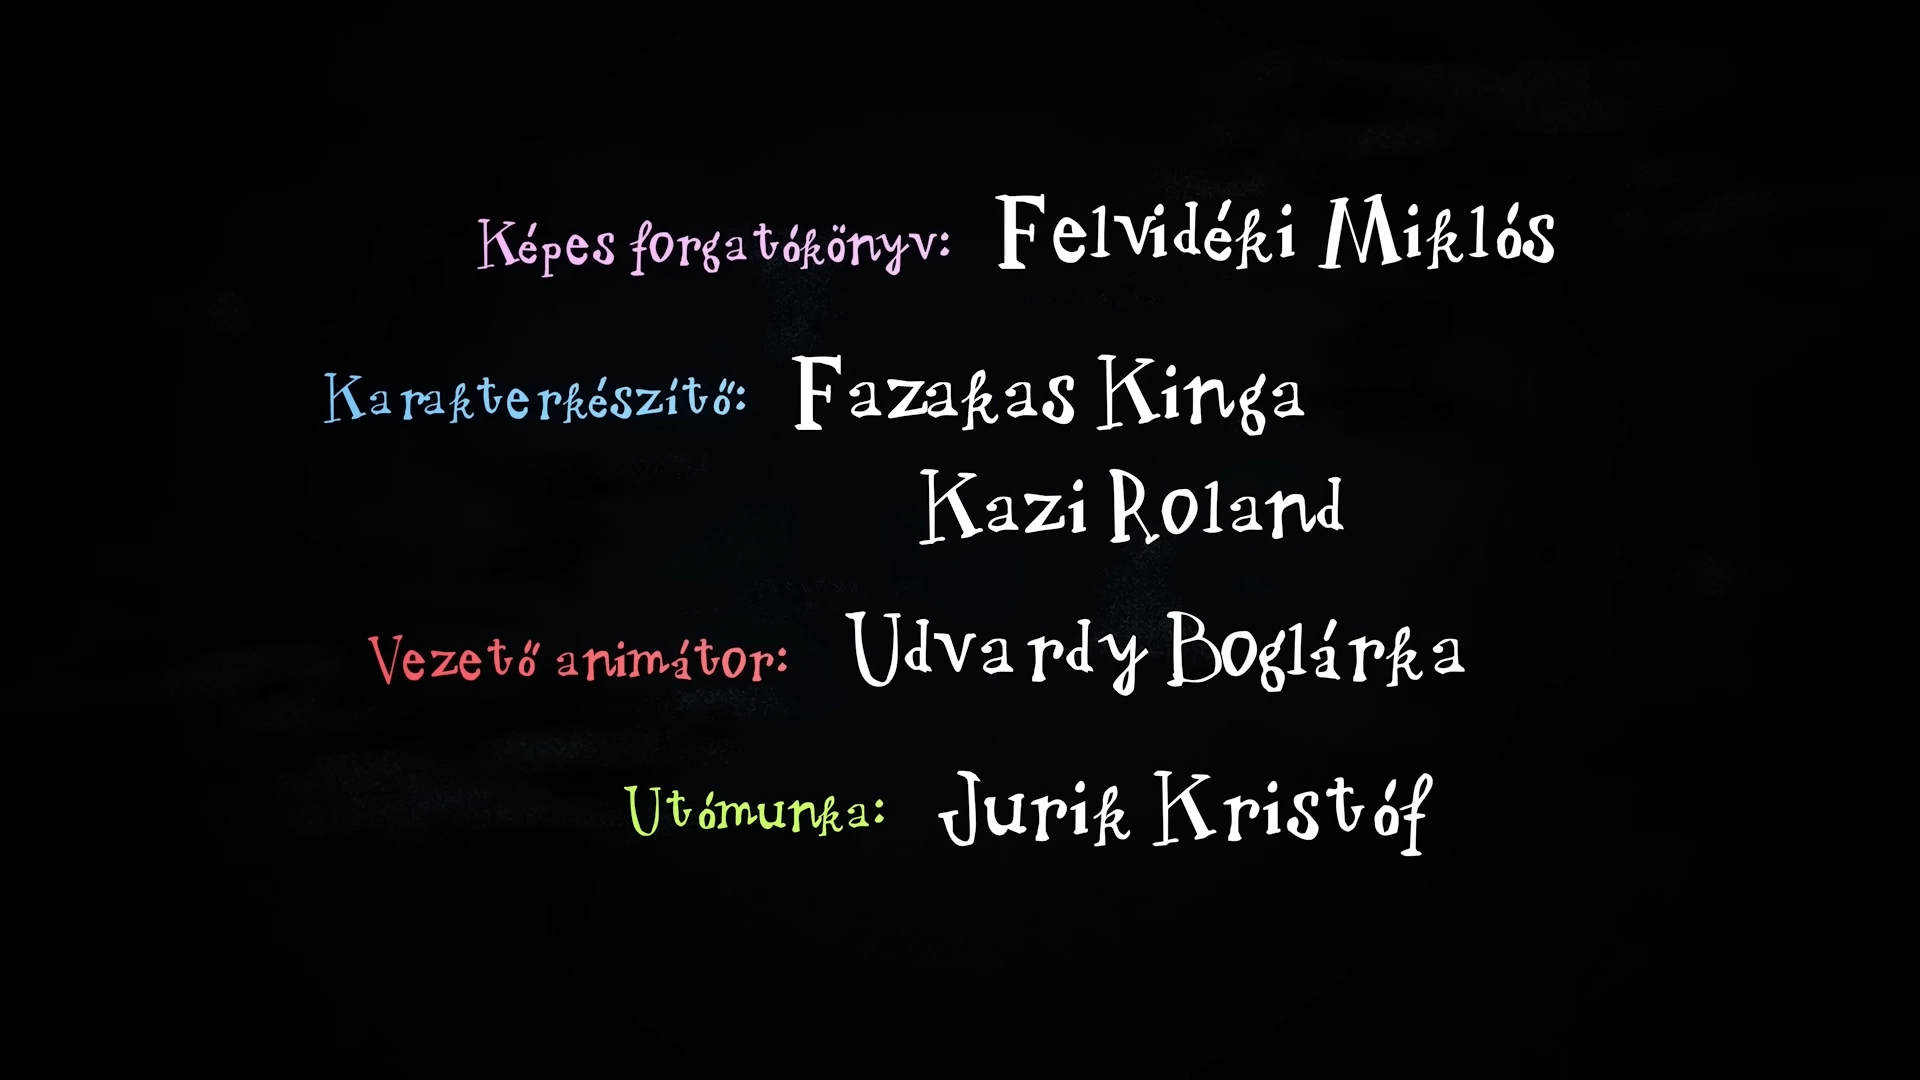 Képes forgatókönyv: Felvidéki Miklós
Karakterkészítő: Fazakas Kinga
Kazi Roland
Vezető animátor: Udvardy Boglárka
Utómunka: Jurik Kristóf